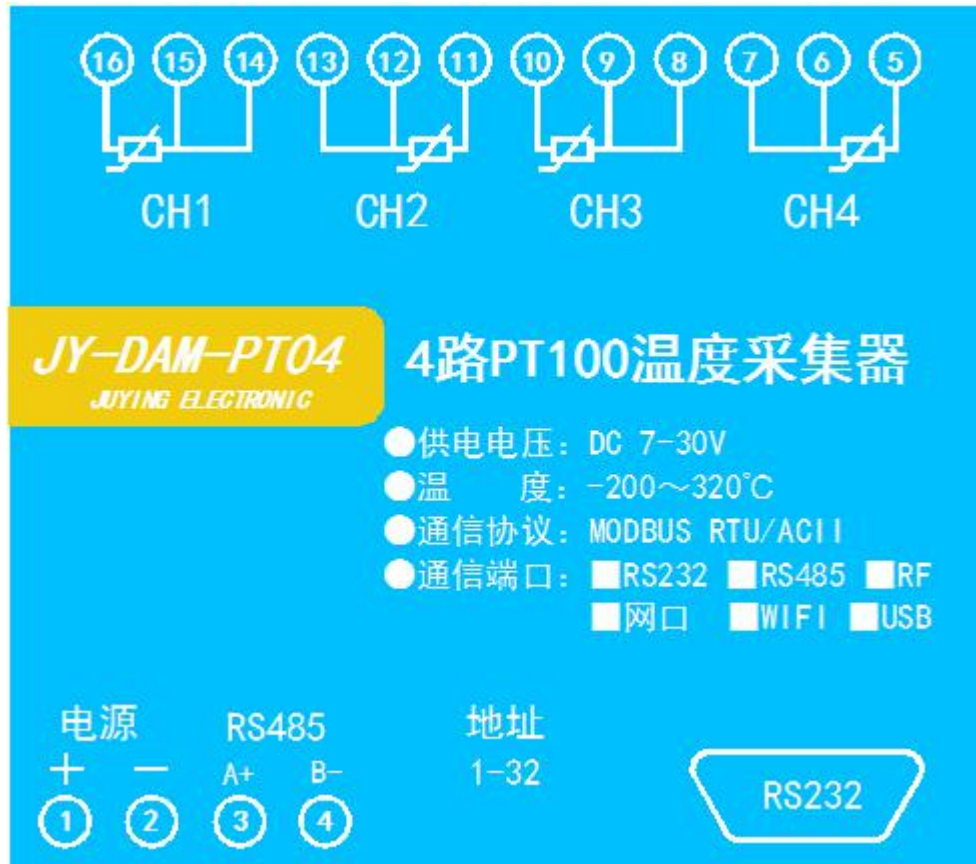 16 15 14 13 12 11 10 9 8 7 6 5
CH1 CH2 CH3 CH4
JY-DAM-PT04
JUYING ELECTRONIC
4路PT100温度采集器
●供电电压: DC 7-30V
●温 度: -200～320℃
●通信协议: MODBUS RTU/ACII
●通信端口: ■RS232 ■RS485 ■RF
■网口 ■WIFI ■USB
电源 RS485 地址
+ - A+ B- 1-32
1 2 3 4 RS232